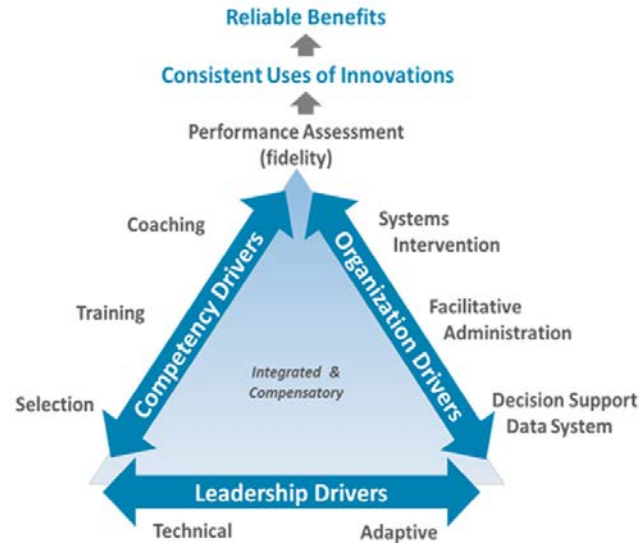 Reliable Benefits
Consistent Uses of Innovations
Performance Assessment
(fidelity)
Coaching
Training
Selection
Competency Drivers
Integrated &
Compensatory
Organization Drivers
Systems
Intervention
Facilitative
Administration
Decision Support
Data System
Leadership Drivers
Technical
Adaptive